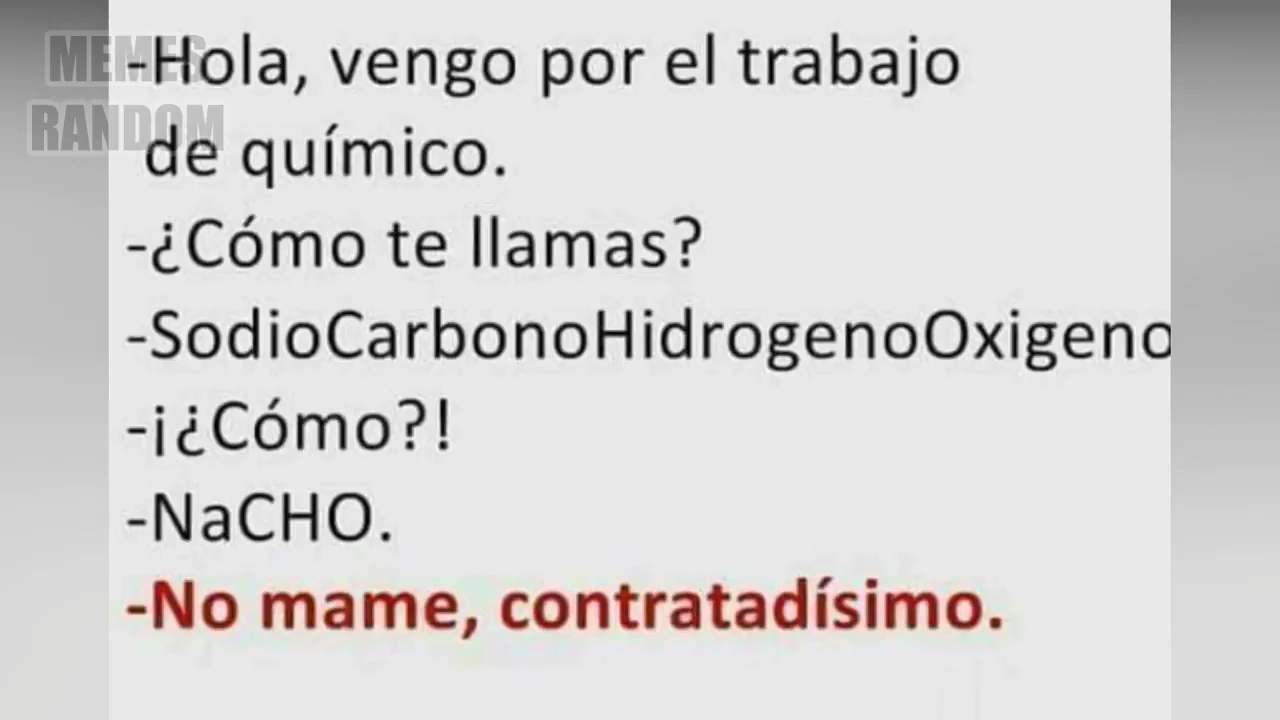 MEMES
RANDOM
-Hola, vengo por el trabajo
de químico.
-¿Cómo te llamas?
-SodioCarbonoHidrogenoOxigeno
-¡¿Cómo?!
-NaCHO.
-No mame, contratadísimo.